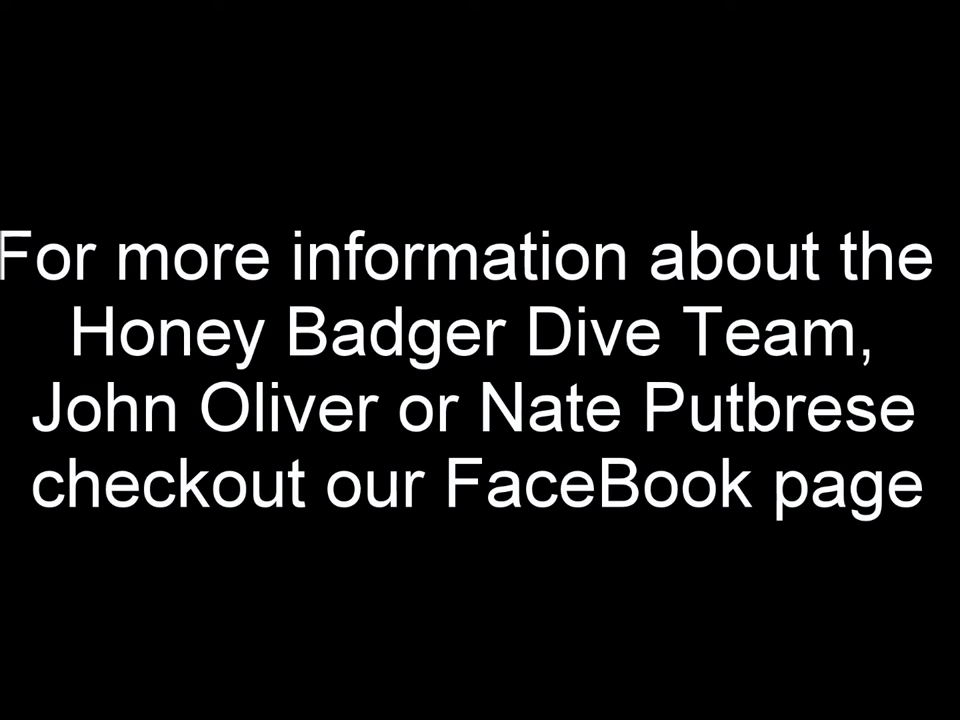 For more information about the
Honey Badger Dive Team,
John Oliver or Nate Putbrese
checkout our FaceBook page